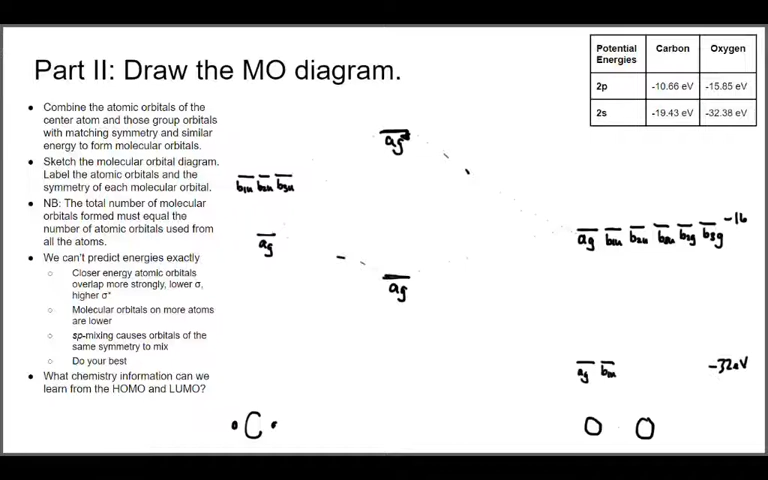 Part II: Draw the MO diagram.
Potential Energies Carbon Oxygen
2p -10.66 eV -15.85 eV
2s -19.43 eV -32.38 eV
• Combine the atomic orbitals of the
center atom and those group orbitals
with matching symmetry and similar
energy to form molecular orbitals.
• Sketch the molecular orbital diagram.
Label the atomic orbitals and the
symmetry of each molecular orbital.
• NB: The total number of molecular
orbitals formed must equal the
number of atomic orbitals used from
all the atoms.
• We can't predict energies exactly
○ Closer energy atomic orbitals
overlap more strongly, lower σ,
higher σ*
○ Molecular orbitals on more atoms
are lower
○ sp-mixing causes orbitals of the
same symmetry to mix
○ Do your best
• What chemistry information can we
learn from the HOMO and LUMO?
ag*
b1u b2u b3u
ag
ag
ag b1u b2u b3u b2g b3g -16
ag b1u -32eV
C O O